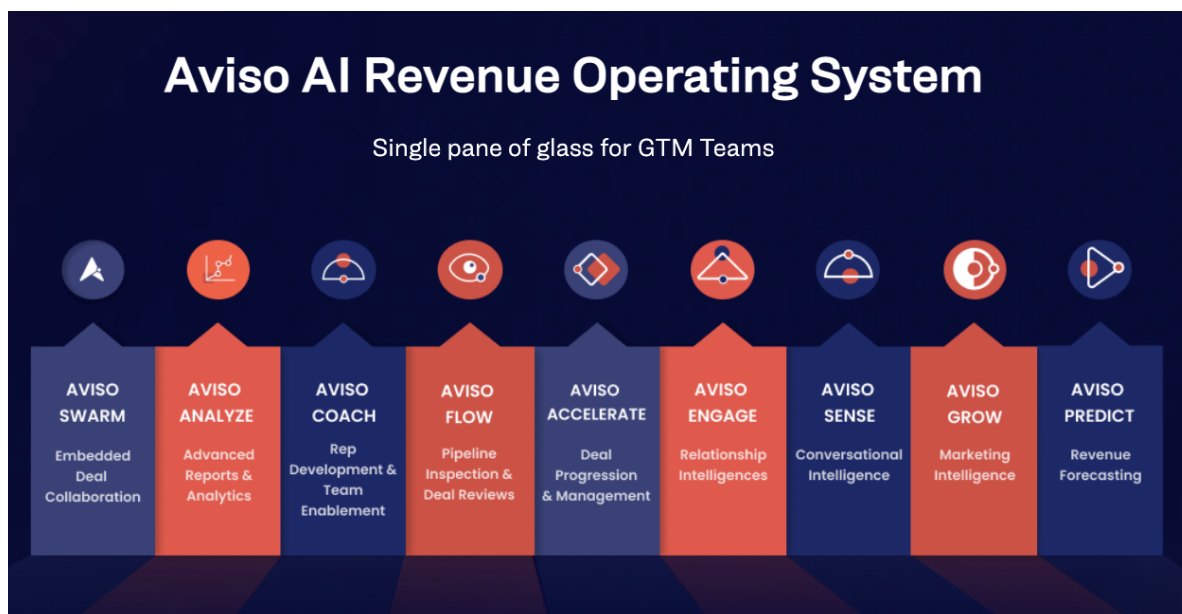 Aviso AI Revenue Operating System
Single pane of glass for GTM Teams
AVISO
SWARM
Embedded
Deal
Collaboration
AVISO
ANALYZE
Advanced
Reports &
Analytics
AVISO
COACH
Rep
Development &
Team
Enablement
AVISO
FLOW
Pipeline
Inspection &
Deal Reviews
AVISO
ACCELERATE
Deal
Progression
& Management
AVISO
ENGAGE
Relationship
Intelligences
AVISO
SENSE
Conversational
Intelligence
AVISO
GROW
Marketing
Intelligence
AVISO
PREDICT
Revenue
Forecasting